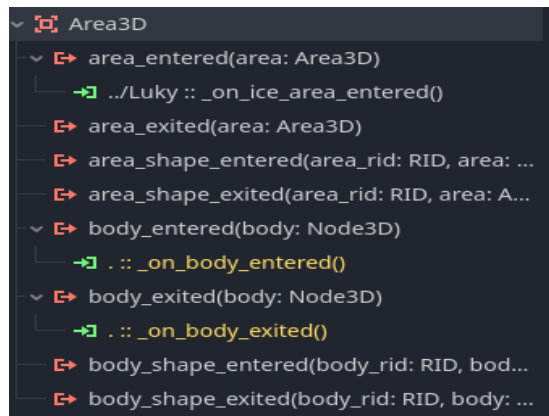 Area3D
area_entered(area: Area3D)
../Luky :: _on_ice_area_entered()
area_exited(area: Area3D)
area_shape_entered(area_rid: RID, area: ...
area_shape_exited(area_rid: RID, area: A...
body_entered(body: Node3D)
. :: _on_body_entered()
body_exited(body: Node3D)
. :: _on_body_exited()
body_shape_entered(body_rid: RID, bod...
body_shape_exited(body_rid: RID, body: ...